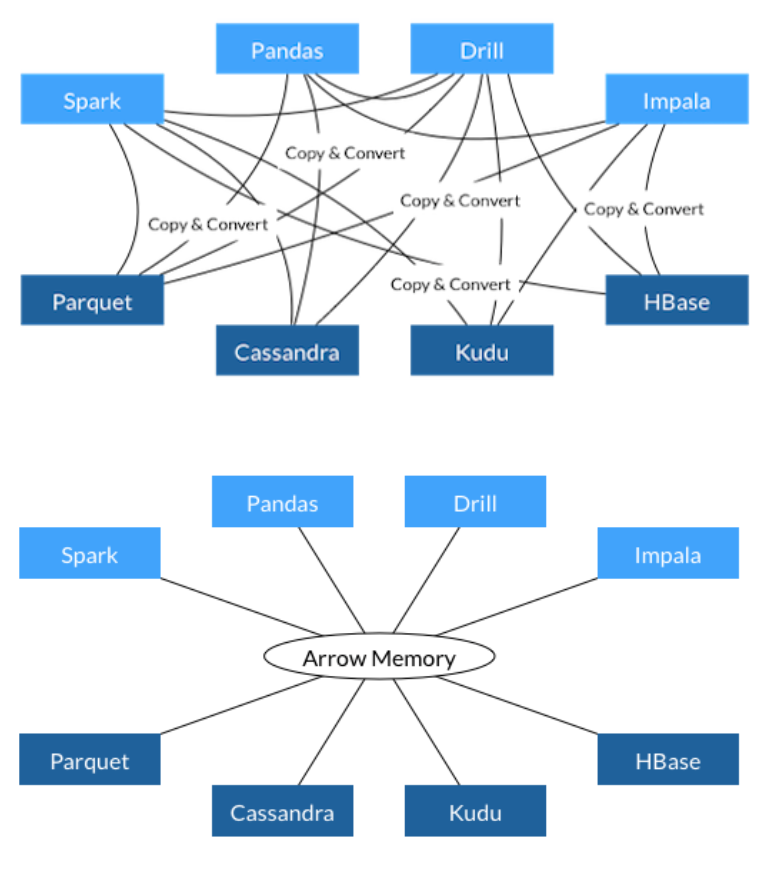 Pandas
Drill
Spark
Impala
Copy & Convert
Copy & Convert
Copy & Convert
Copy & Convert
Copy & Convert
Parquet
HBase
Cassandra
Kudu
Pandas
Drill
Spark
Impala
Arrow Memory
Parquet
HBase
Cassandra
Kudu